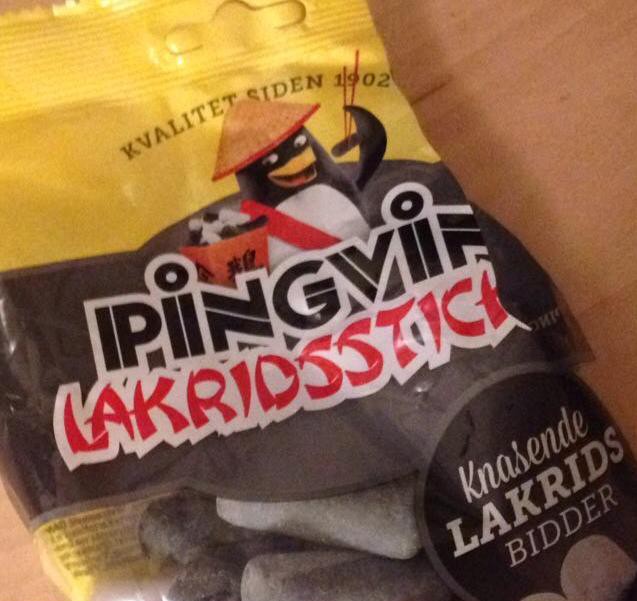 KVALITET SIDEN 1902
PINGVIN
LAKRIDSSTICK
Knasende
LAKRIDS
BIDDER